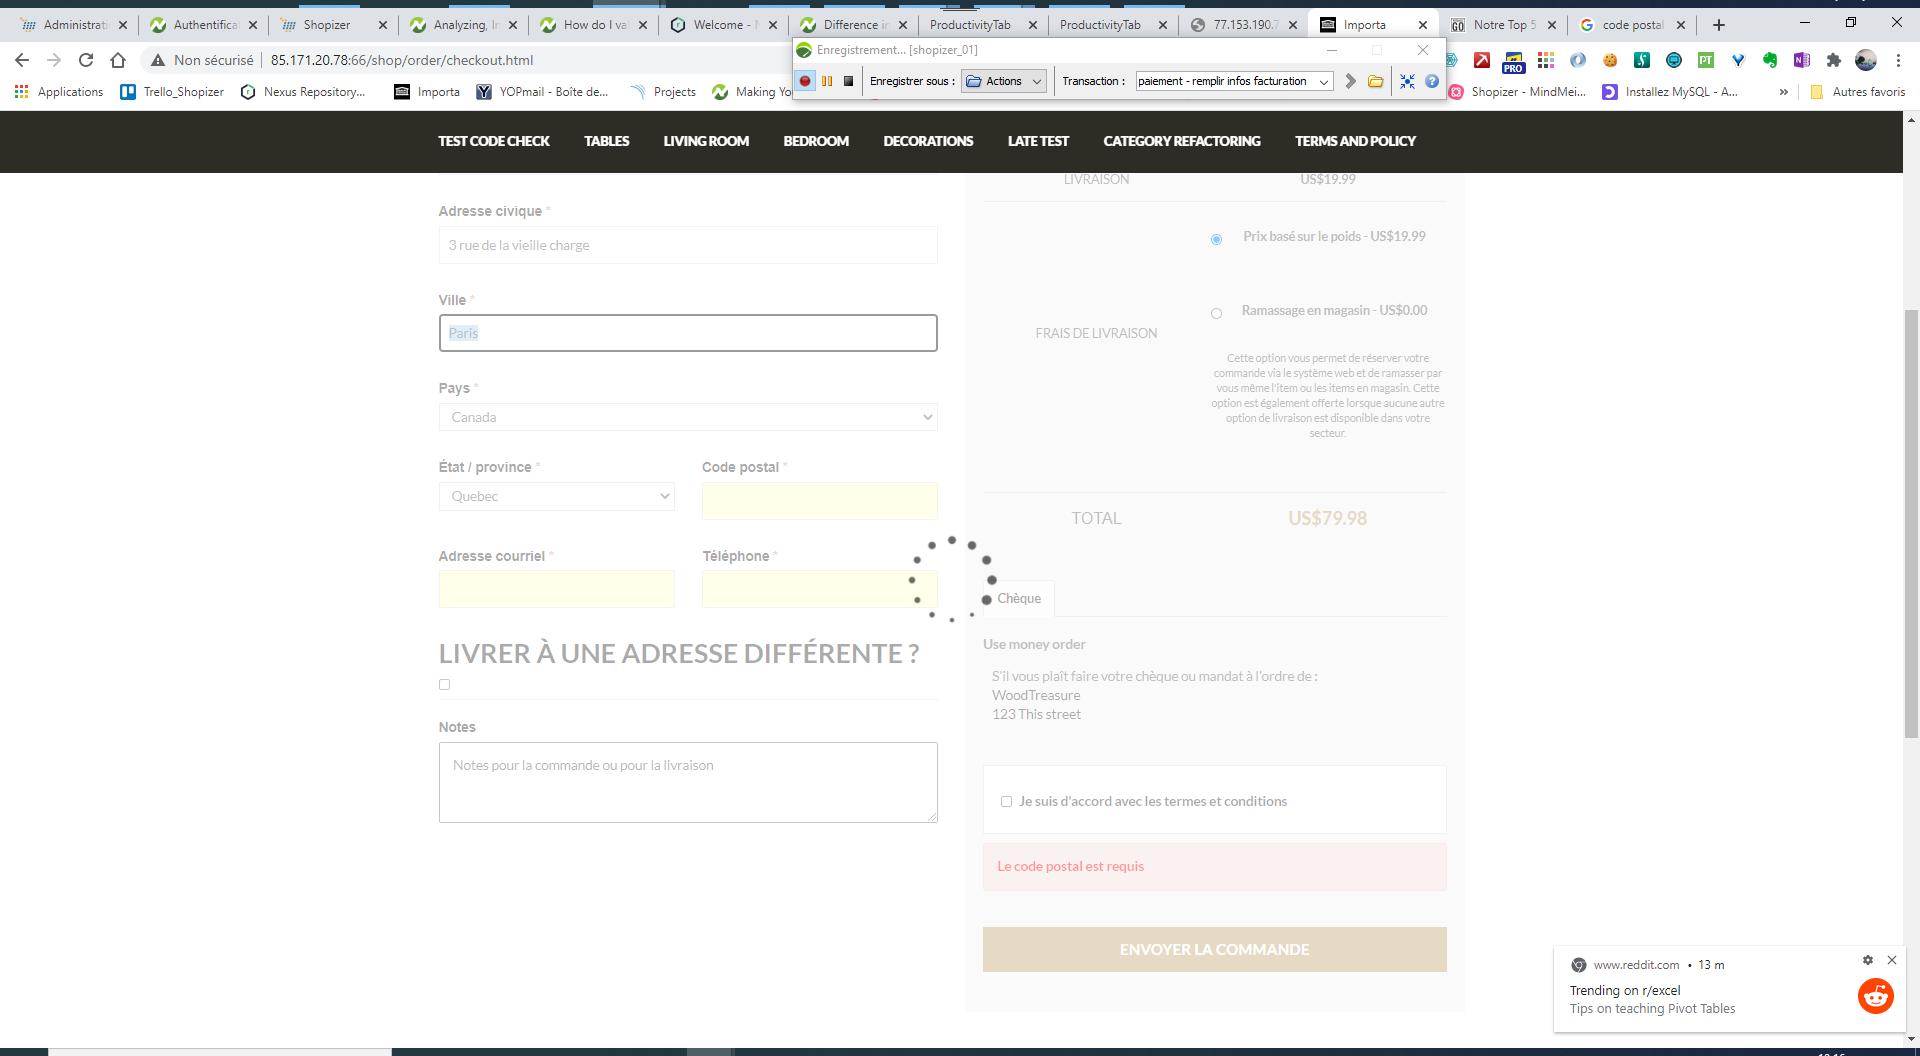 Administrati
Authentifica
Shopizer
Analyzing, In
How do I val
Welcome - N
Difference in
ProductivityTab
ProductivityTab
77.153.190.7
Importa
Notre Top 5
code postal
Enregistrement... [shopizer_01]
Non sécurisé
85.171.20.78:66/shop/order/checkout.html
Enregistrer sous :
Actions
Transaction :
paiement - remplir infos facturation
PRO
PT
Applications
Trello_Shopizer
Nexus Repository...
Importa
YOPmail - Boîte de...
Projects
Making Yo
Shopizer - MindMei...
Installez MySQL - A...
»
Autres favoris
TEST CODE CHECK
TABLES
LIVING ROOM
BEDROOM
DECORATIONS
LATE TEST
CATEGORY REFACTORING
TERMS AND POLICY
LIVRAISON
US$19.99
Adresse civique *
3 rue de la vieille charge
Prix basé sur le poids - US$19.99
Ville *
Paris
Ramassage en magasin - US$0.00
FRAIS DE LIVRAISON
Cette option vous permet de réserver votre
commande via le système web et de ramasser par
vous même l'item ou les items en magasin. Cette
option est également offerte lorsque aucune autre
option de livraison est disponible dans votre
secteur.
Pays *
Canada
État / province *
Code postal *
Quebec
TOTAL
US$79.98
Adresse courriel *
Téléphone *
Chèque
LIVRER À UNE ADRESSE DIFFÉRENTE ?
Use money order
S'il vous plaît faire votre chèque ou mandat à l'ordre de :
WoodTreasure
123 This street
Notes
Notes pour la commande ou pour la livraison
Je suis d'accord avec les termes et conditions
Le code postal est requis
ENVOYER LA COMMANDE
www.reddit.com • 13 m
Trending on r/excel
Tips on teaching Pivot Tables